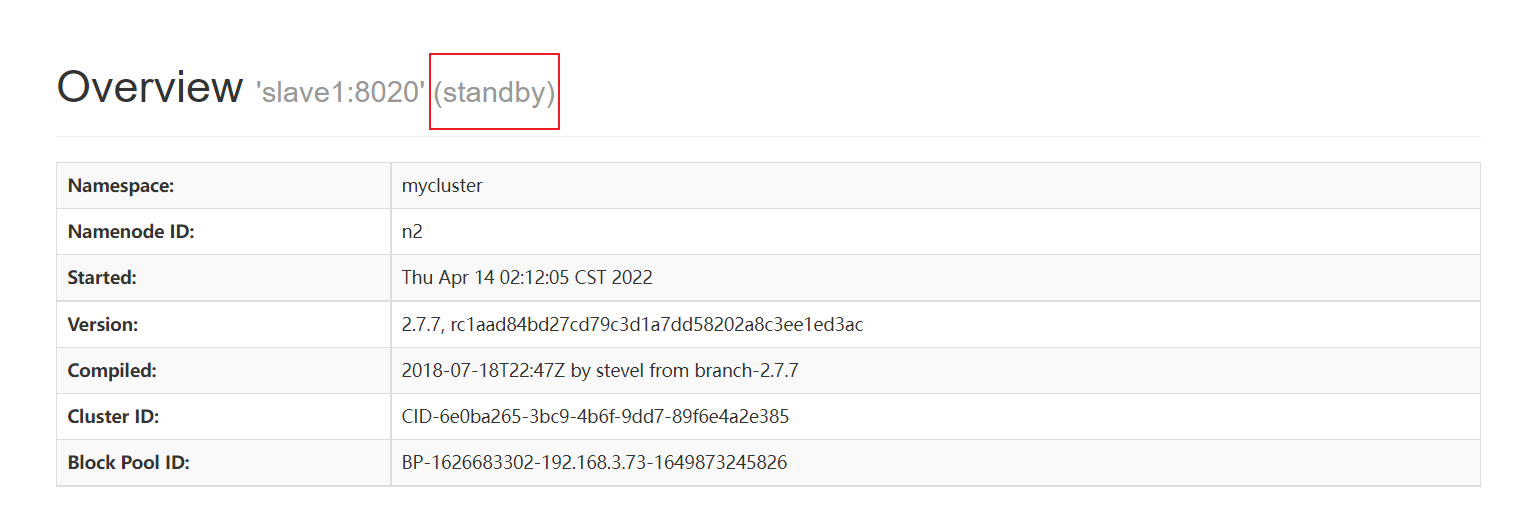 Overview 'slave1:8020' (standby)
Namespace: mycluster
Namenode ID: n2
Started: Thu Apr 14 02:12:05 CST 2022
Version: 2.7.7, rc1aad84bd27cd79c3d1a7dd58202a8c3ee1ed3ac
Compiled: 2018-07-18T22:47Z by stevel from branch-2.7.7
Cluster ID: CID-6e0ba265-3bc9-4b6f-9dd7-89f6e4a2e385
Block Pool ID: BP-1626683302-192.168.3.73-1649873245826